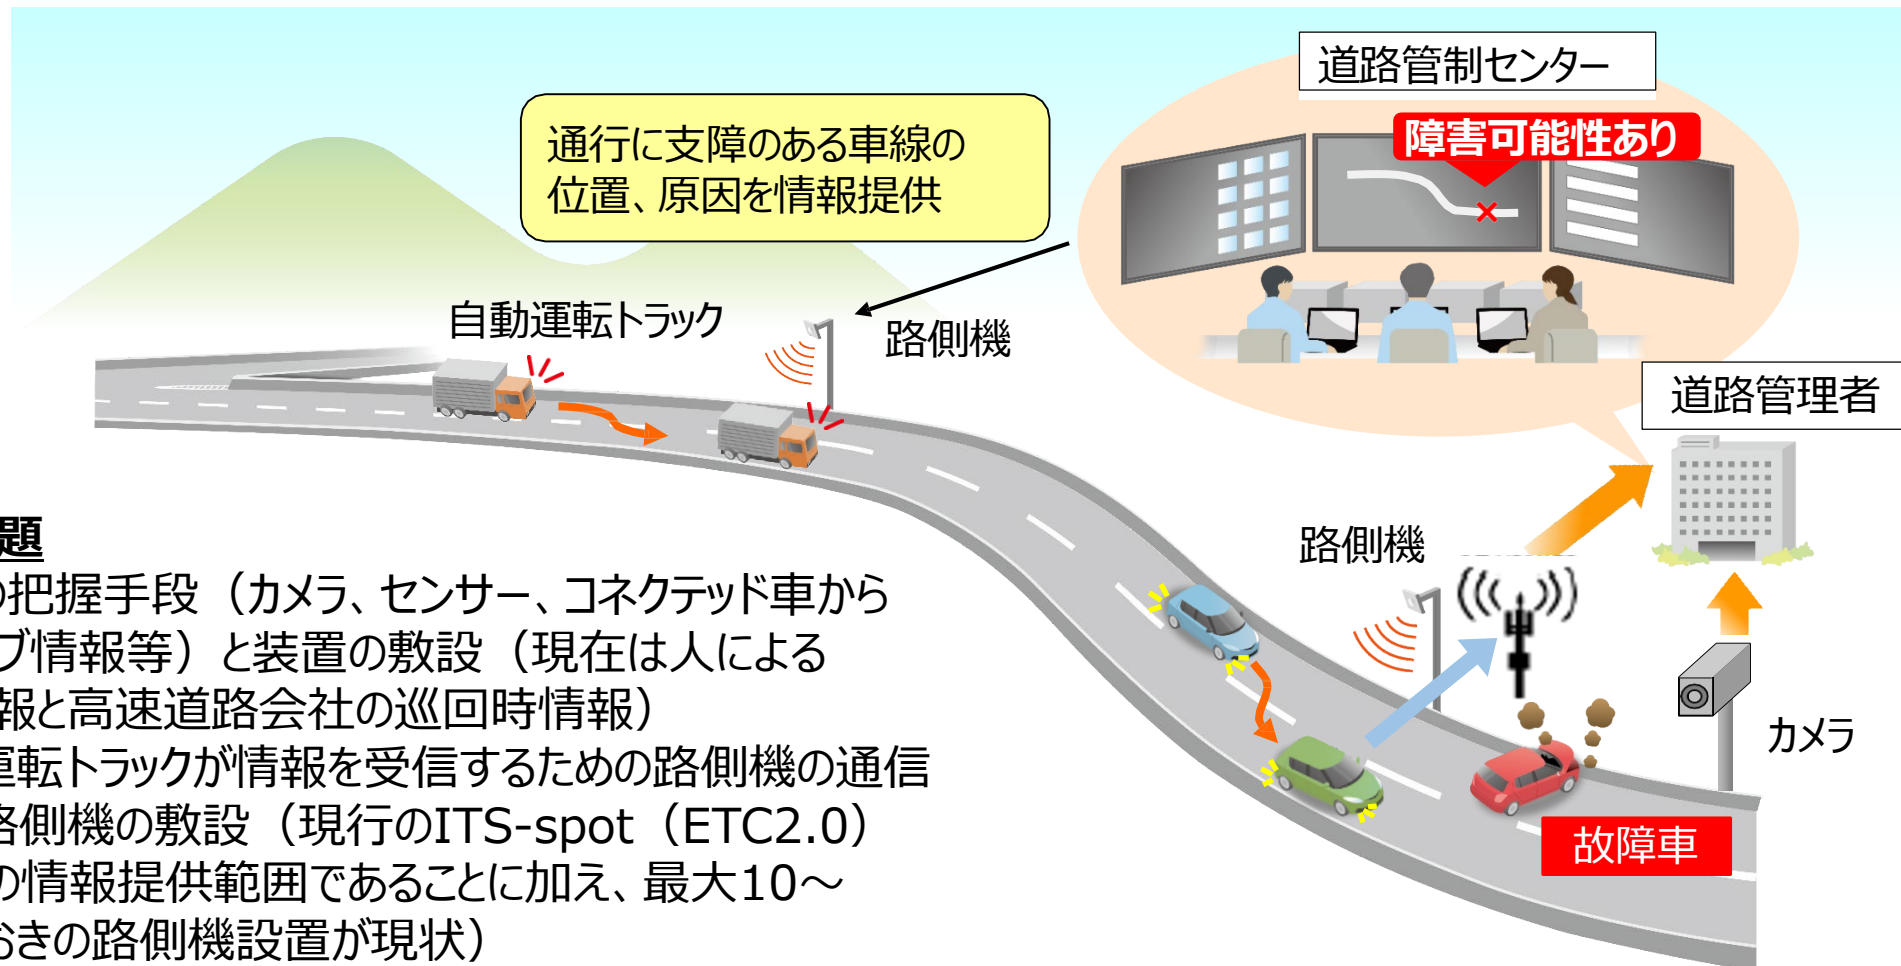 道路管制センター
障害可能性あり
通行に支障のある車線の
位置、原因を情報提供
自動運転トラック
路側機
道路管理者
路側機
カメラ
故障車
題
の把握手段（カメラ、センサー、コネクテッド車から
ブ情報等）と装置の敷設（現在は人による
報と高速道路会社の巡回時情報）
運転トラックが情報を受信するための路側機の通信
路側機の敷設（現行のITS-spot（ETC2.0）
の情報提供範囲であることに加え、最大10～
おきの路側機設置が現状）